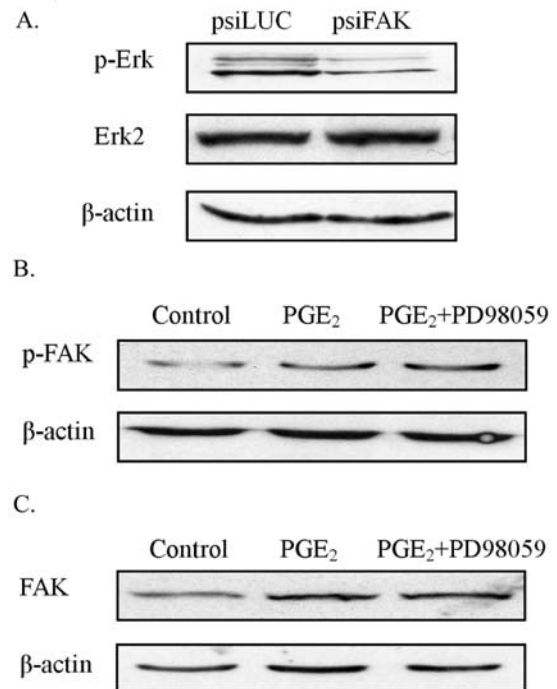 A.
psiLUC psiFAK
p-Erk
Erk2
β-actin
B.
Control PGE₂ PGE₂+PD98059
p-FAK
β-actin
C.
Control PGE₂ PGE₂+PD98059
FAK
β-actin